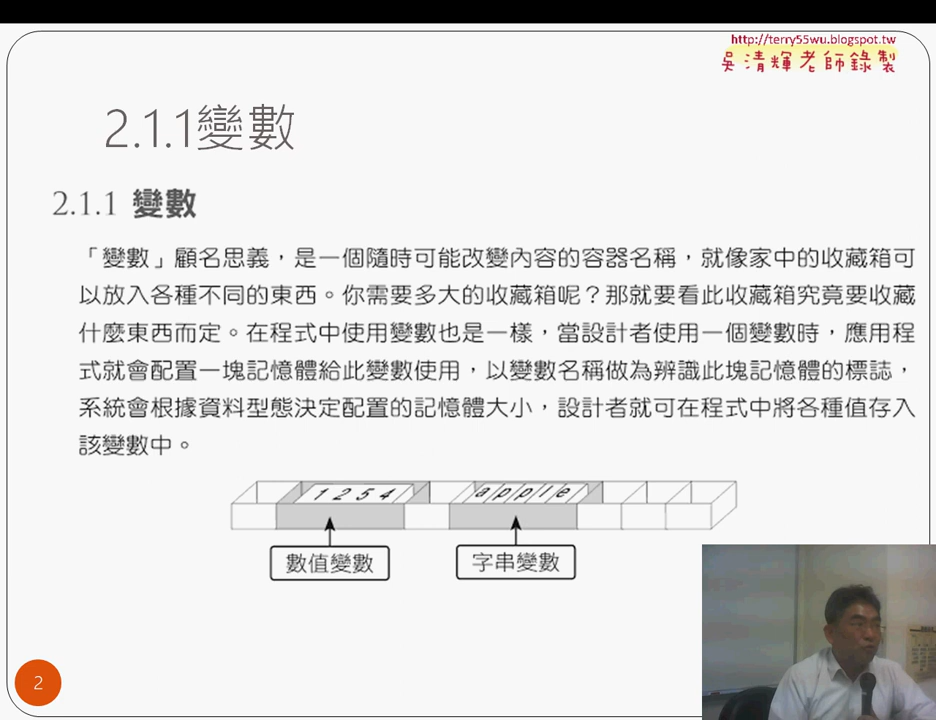 http://terry55wu.blogspot.tw
吳清輝老師錄製
2.1.1變數
2.1.1 變數
「變數」顧名思義，是一個隨時可能改變內容的容器名稱，就像家中的收藏箱可
以放入各種不同的東西。你需要多大的收藏箱呢？那就要看此收藏箱究竟要收藏
什麼東西而定。在程式中使用變數也是一樣，當設計者使用一個變數時，應用程
式就會配置一塊記憶體給此變數使用，以變數名稱做為辨識此塊記憶體的標誌，
系統會根據資料型態決定配置的記憶體大小，設計者就可在程式中將各種值存入
該變數中。
1254 apple
數值變數 字串變數
2